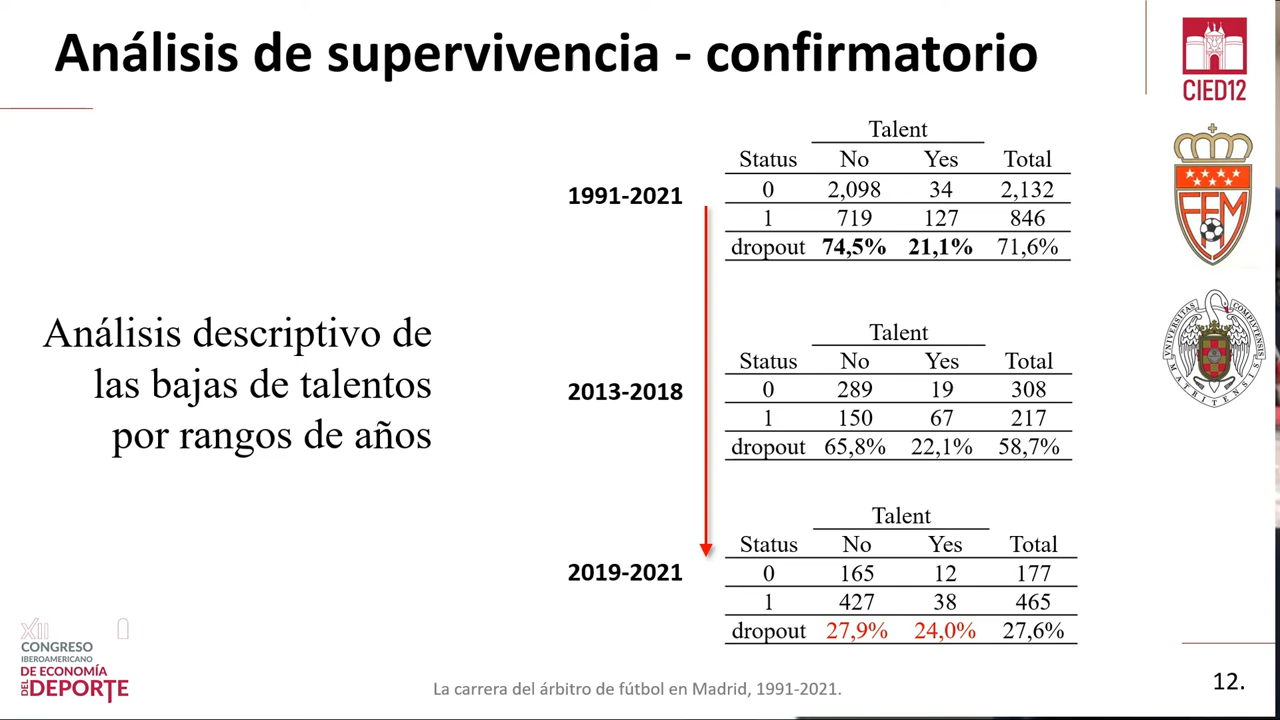 Análisis de supervivencia - confirmatorio
CIED12
Talent
Status No Yes Total
1991-2021
0 2,098 34 2,132
1 719 127 846
dropout 74,5% 21,1% 71,6%
FFM
VNIVERSITAS COMPLVTENSIS
MATRITENSIS
Análisis descriptivo de
las bajas de talentos
por rangos de años
Talent
Status No Yes Total
2013-2018
0 289 19 308
1 150 67 217
dropout 65,8% 22,1% 58,7%
Talent
Status No Yes Total
2019-2021
0 165 12 177
1 427 38 465
dropout 27,9% 24,0% 27,6%
XII
CONGRESO
IBEROAMERICANO
DE ECONOMÍA
DEL DEPORTE
La carrera del árbitro de fútbol en Madrid, 1991-2021.
12.